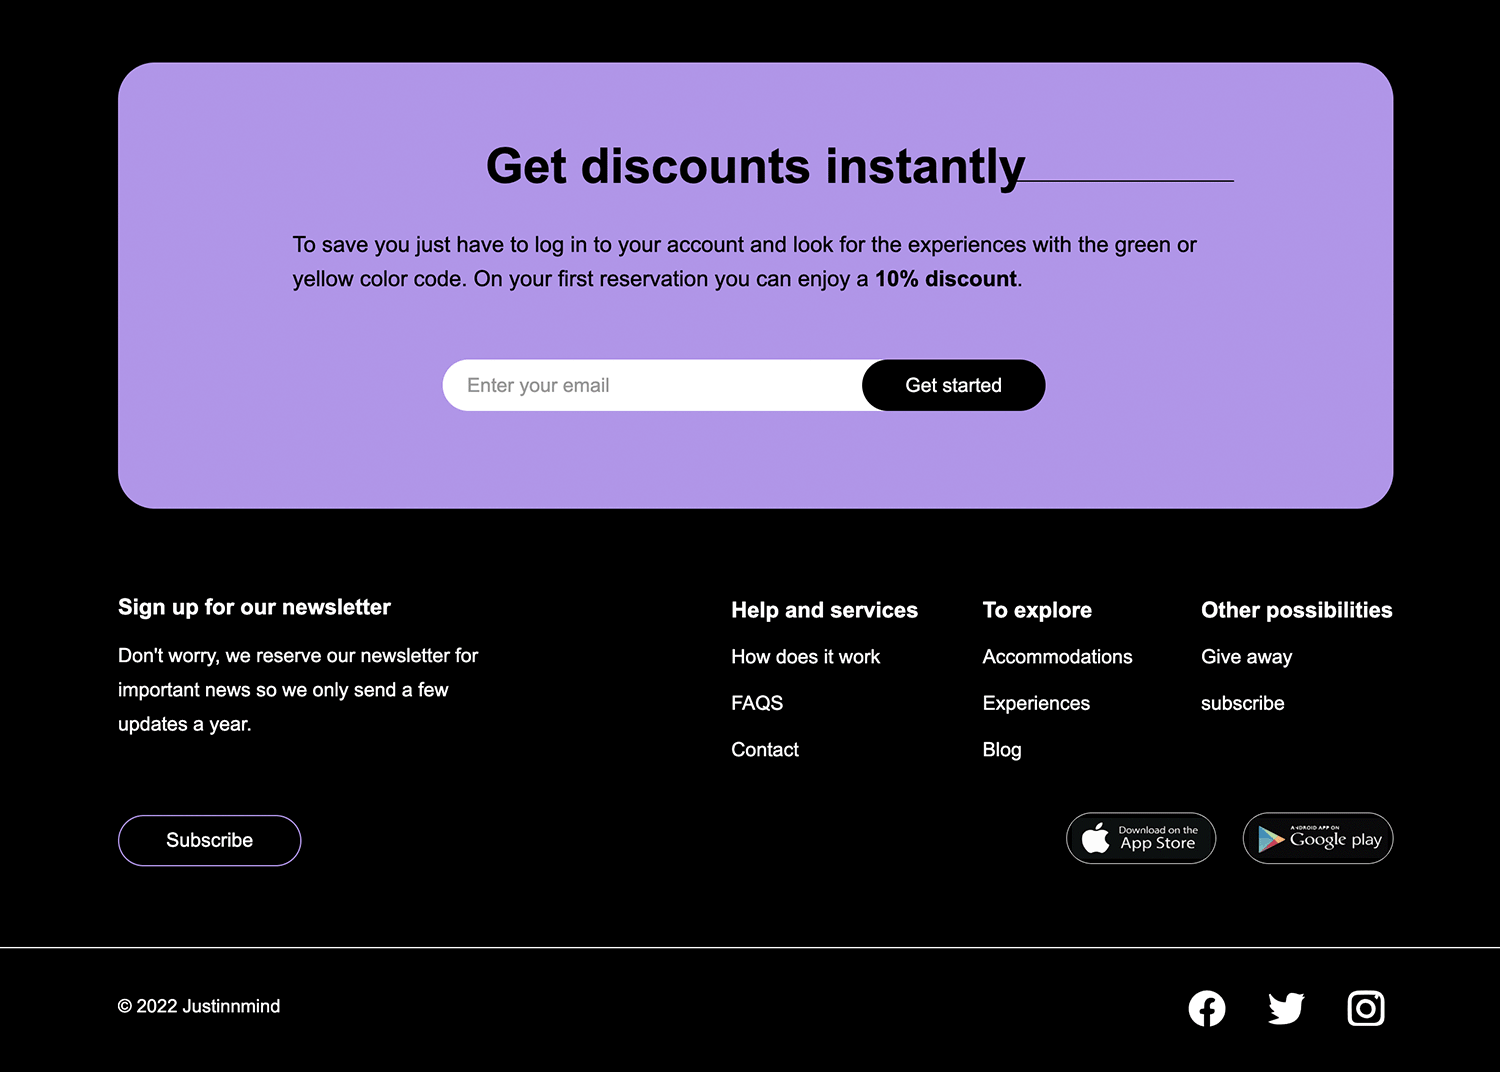 Get discounts instantly
To save you just have to log in to your account and look for the experiences with the green or
yellow color code. On your first reservation you can enjoy a 10% discount.
Enter your email
Get started
Sign up for our newsletter
Don't worry, we reserve our newsletter for
important news so we only send a few
updates a year.
Subscribe
Help and services
How does it work
FAQS
Contact
To explore
Accommodations
Experiences
Blog
Other possibilities
Give away
subscribe
Download on the
App Store
ANDROID APP ON
Google play
© 2022 Justinnmind